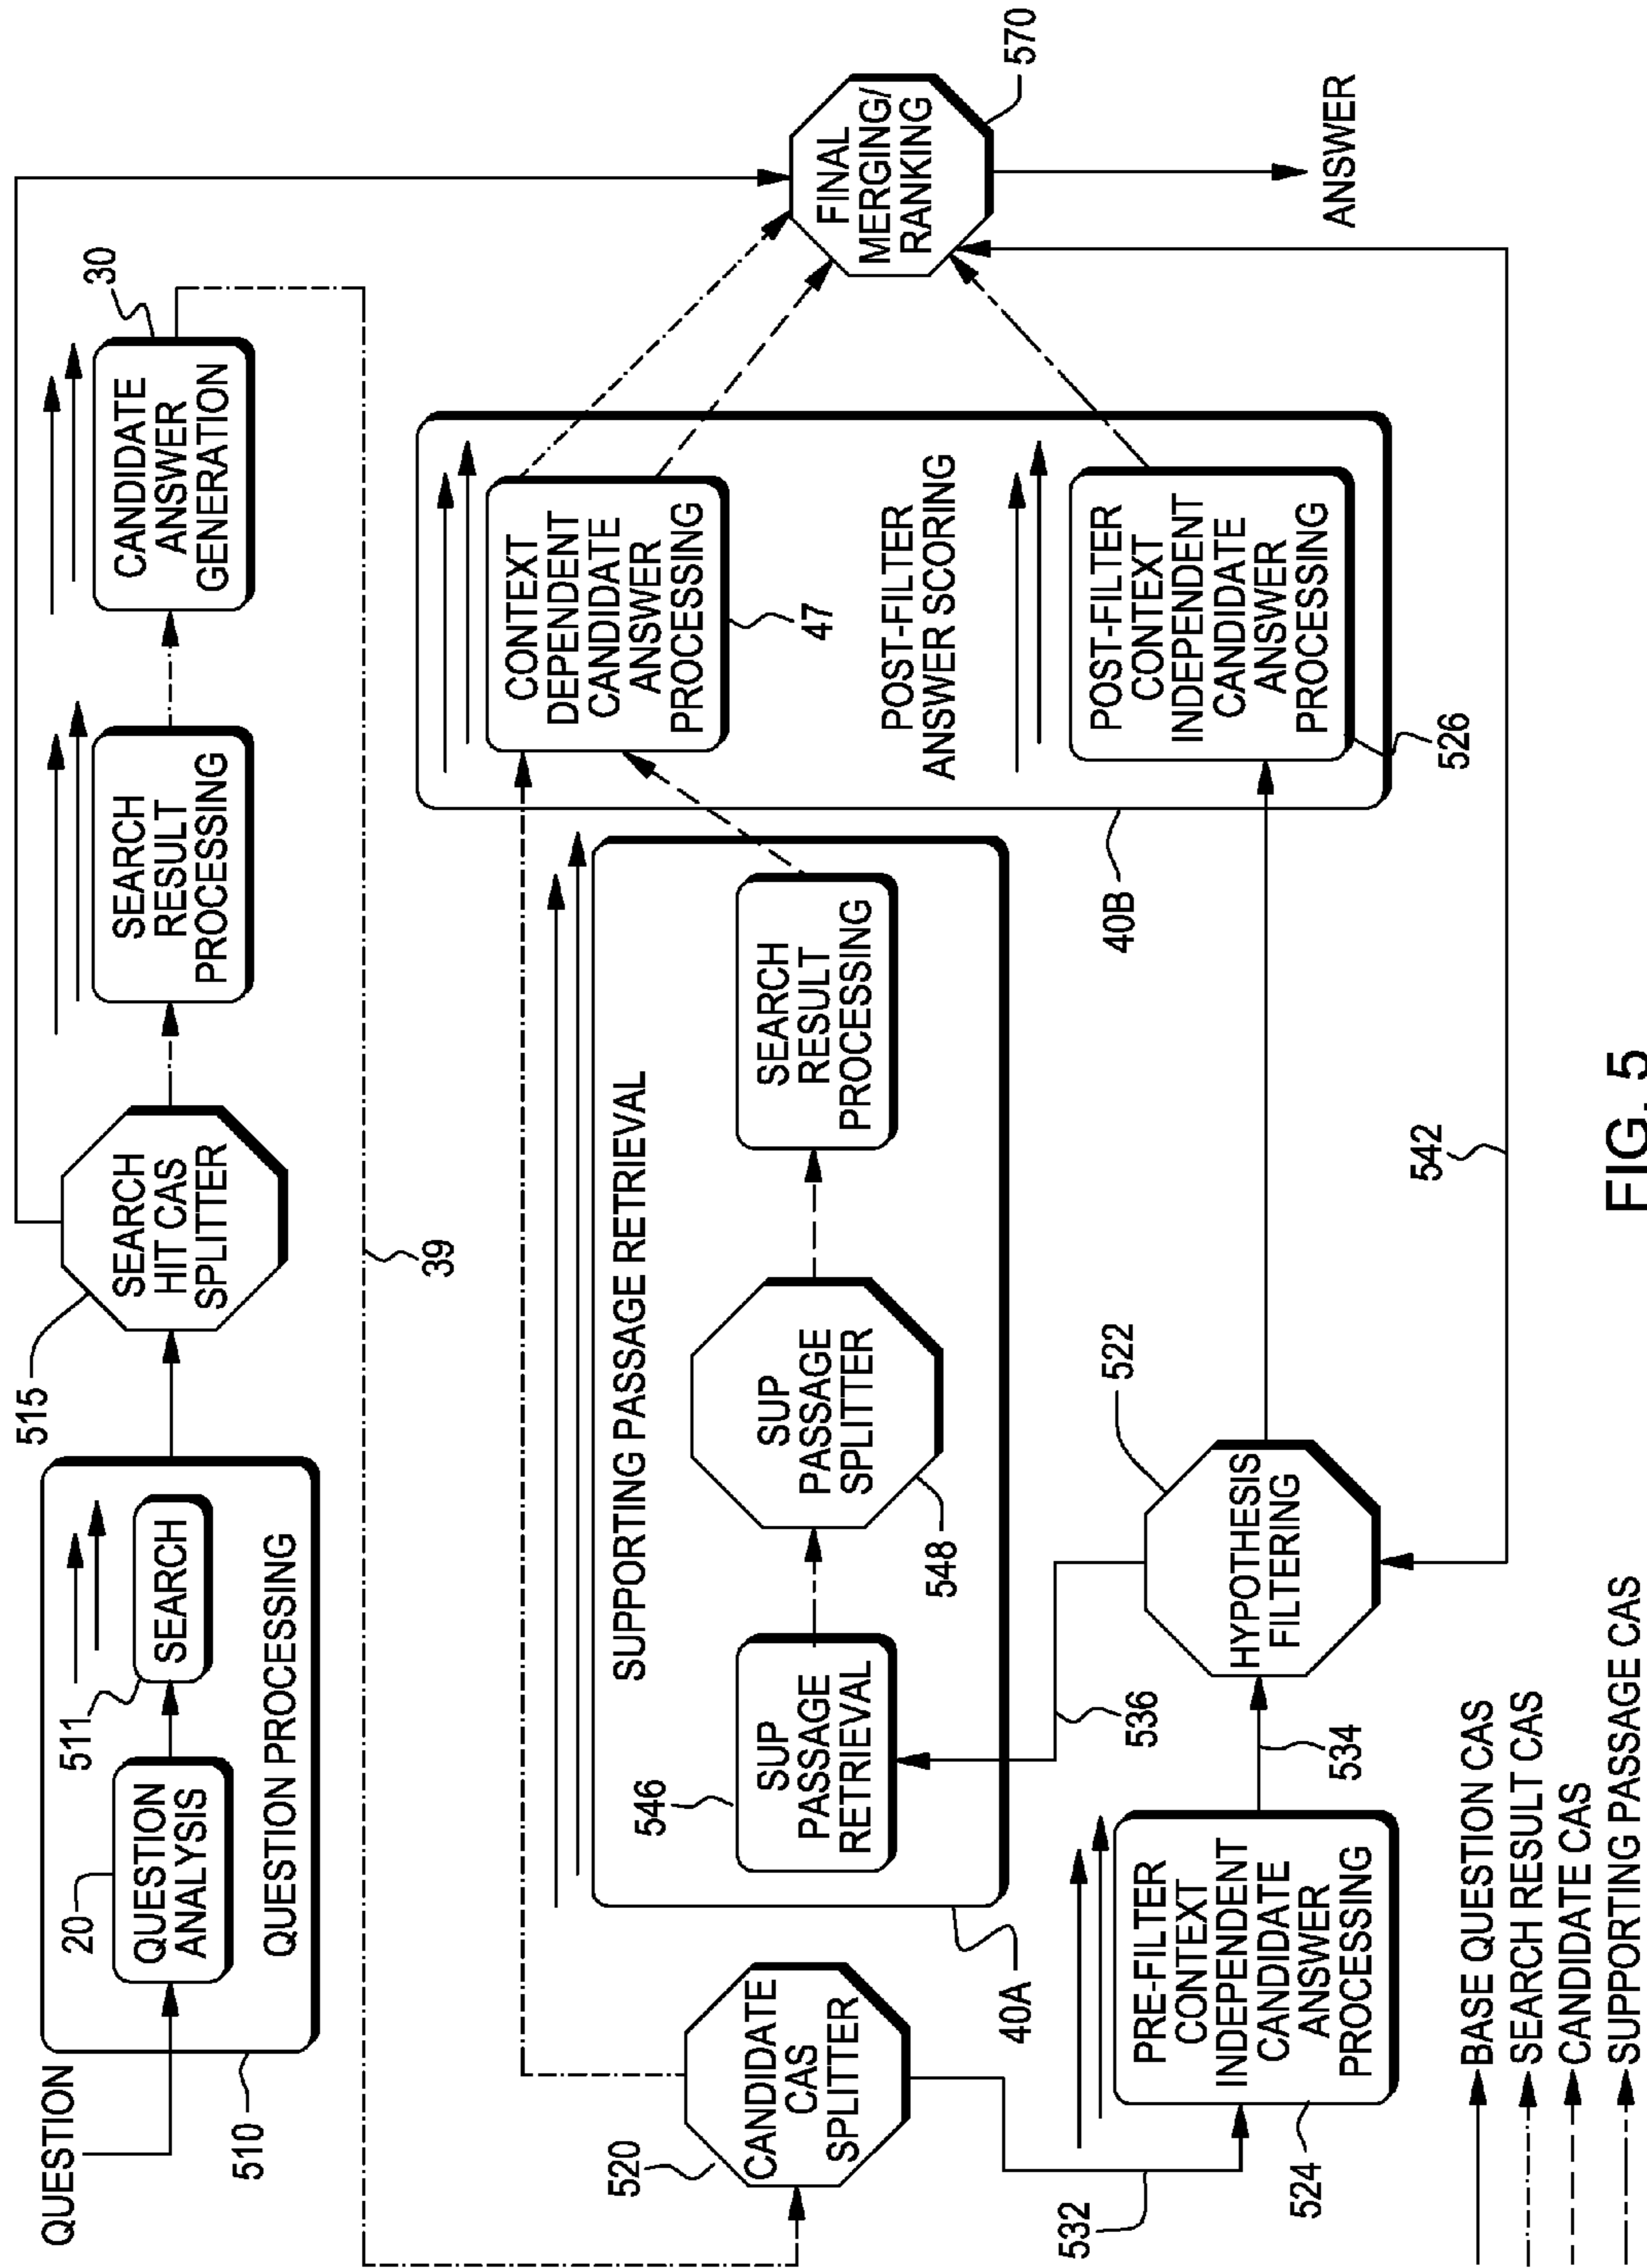 QUESTION
510
20
QUESTION
ANALYSIS
511
SEARCH
QUESTION PROCESSING
515
SEARCH
HIT CAS
SPLITTER
SEARCH
RESULT
PROCESSING
30
CANDIDATE
ANSWER
GENERATION
39
520
CANDIDATE
CAS
SPLITTER
40A
SUPPORTING PASSAGE RETRIEVAL
546
SUP
PASSAGE
RETRIEVAL
SUP
PASSAGE
SPLITTER
548
SEARCH
RESULT
PROCESSING
CONTEXT
DEPENDENT
CANDIDATE
ANSWER
PROCESSING
47
POST-FILTER
ANSWER SCORING
POST-FILTER
CONTEXT
INDEPENDENT
CANDIDATE
ANSWER
PROCESSING
526
40B
FINAL
MERGING/
RANKING
570
ANSWER
532
PRE-FILTER
CONTEXT
INDEPENDENT
CANDIDATE
ANSWER
PROCESSING
524
534
536
HYPOTHESIS
FILTERING
522
542
BASE QUESTION CAS
SEARCH RESULT CAS
CANDIDATE CAS
SUPPORTING PASSAGE CAS
FIG. 5